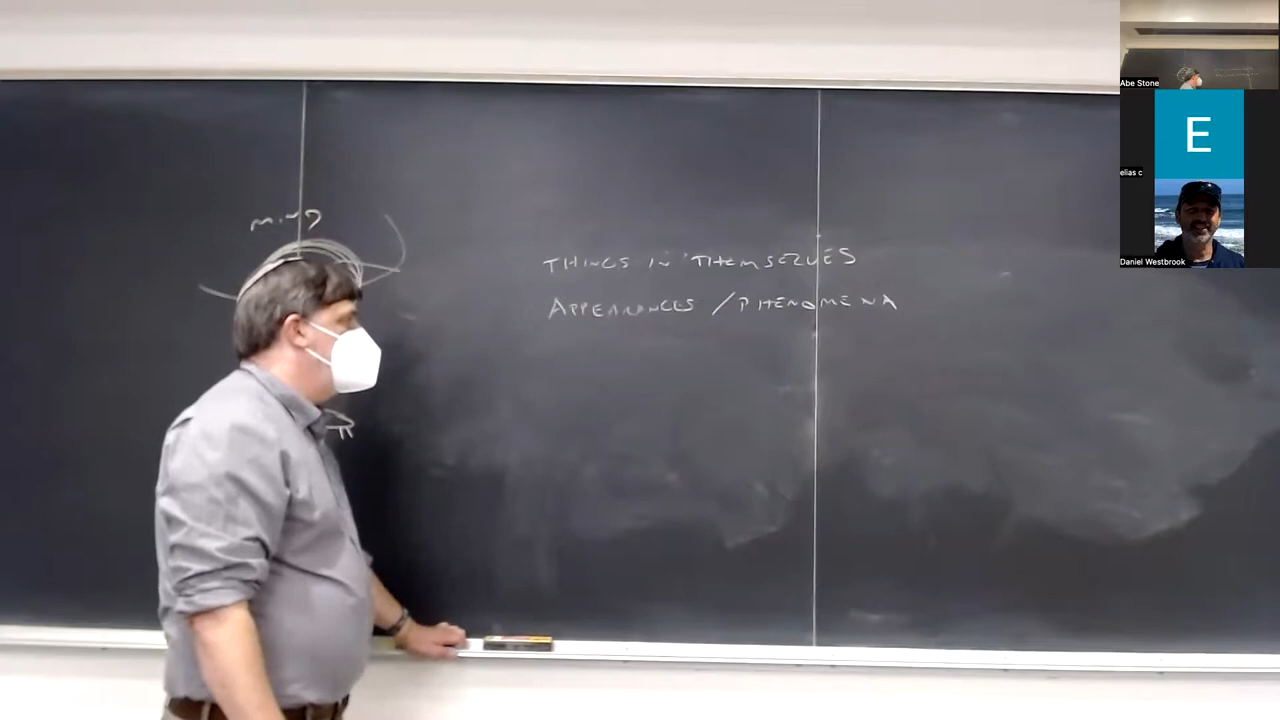 MIND
THINGS IN THEMSELVES
APPEARANCES / PHENOMENA
Abe Stone
E
elias c
Daniel Westbrook